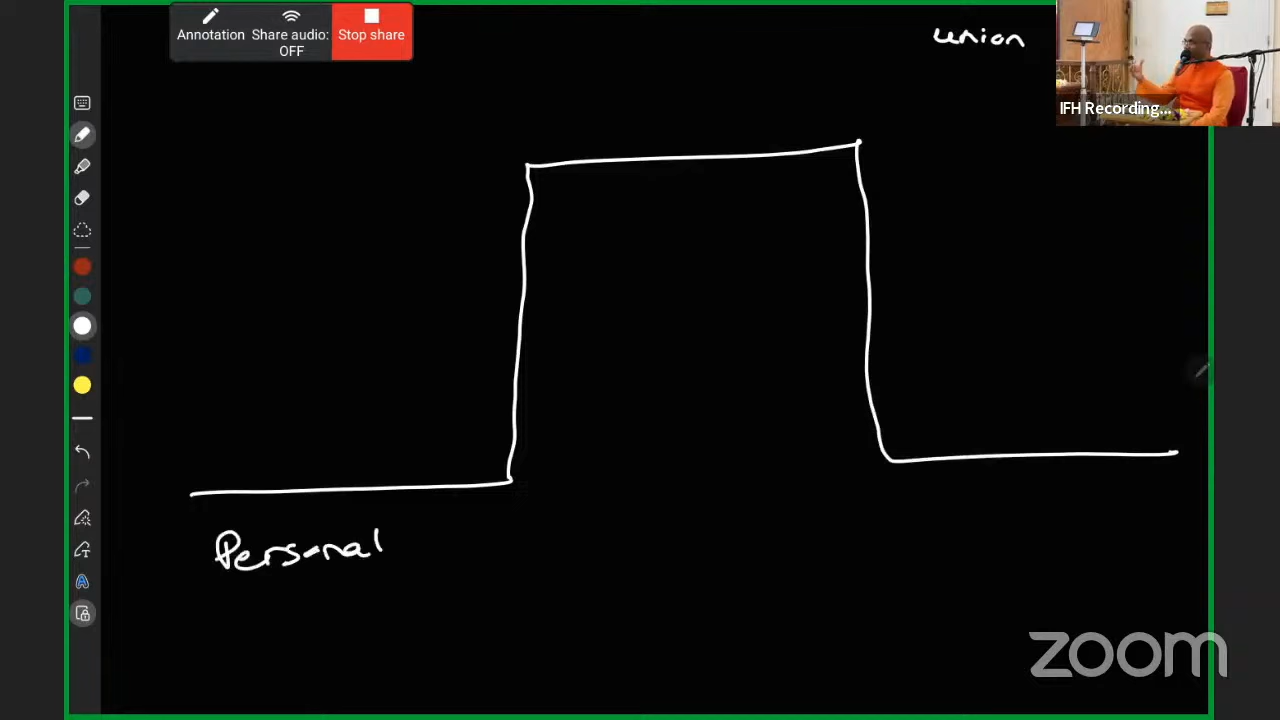 Annotation
Share audio:
OFF
Stop share
union
IFH Recording...
Personal
zoom